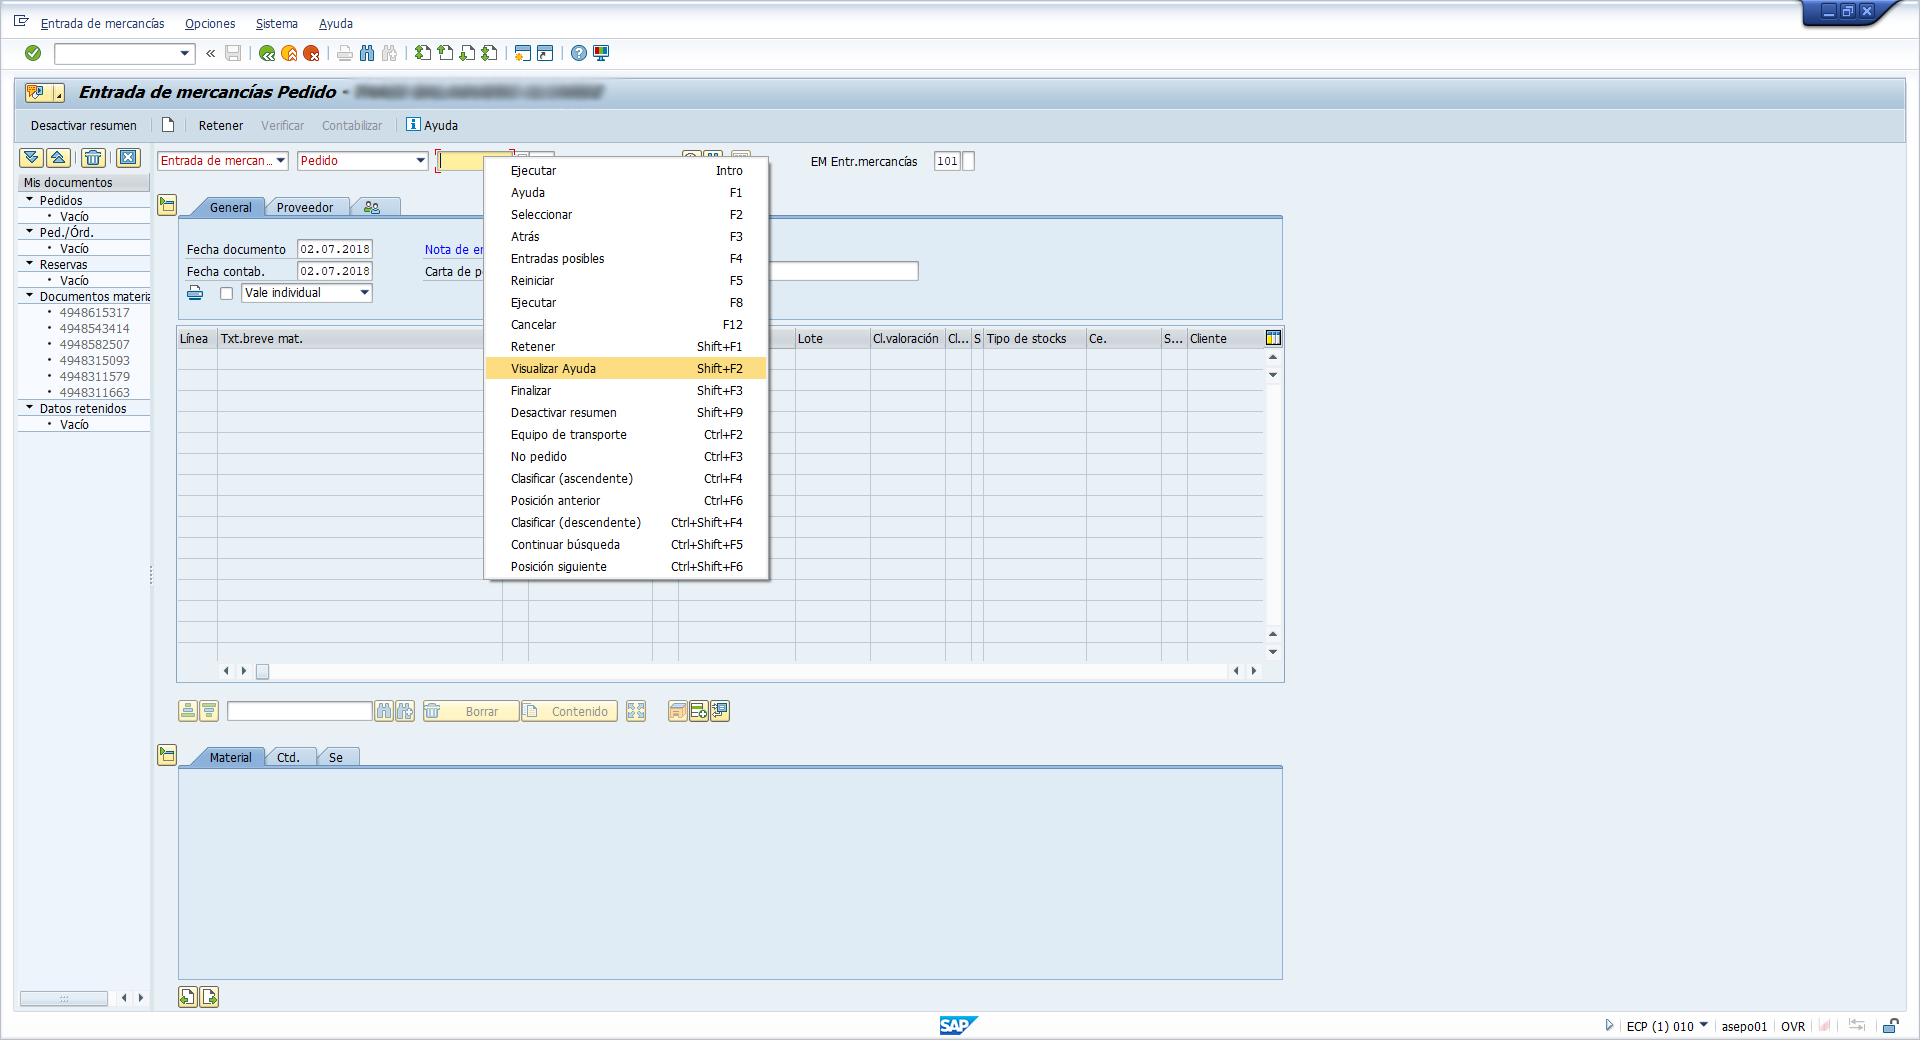 Entrada de mercancías Opciones Sistema Ayuda
Entrada de mercancías Pedido -
Desactivar resumen Retener Verificar Contabilizar Ayuda
Entrada de mercan... Pedido EM Entr.mercancías 101
Mis documentos
Pedidos
Vacío
Ped./Órd.
Vacío
Reservas
Vacío
Documentos materia
4948615317
4948543414
4948582507
4948315093
4948311579
4948311663
Datos retenidos
Vacío
General Proveedor
Fecha documento 02.07.2018 Nota de
Fecha contab. 02.07.2018 Carta de
Vale individual
Línea Txt.breve mat. Lote Cl.valoración Cl... S Tipo de stocks Ce. S... Cliente
Ejecutar Intro
Ayuda F1
Seleccionar F2
Atrás F3
Entradas posibles F4
Reiniciar F5
Ejecutar F8
Cancelar F12
Retener Shift+F1
Visualizar Ayuda Shift+F2
Finalizar Shift+F3
Desactivar resumen Shift+F9
Equipo de transporte Ctrl+F2
No pedido Ctrl+F3
Clasificar (ascendente) Ctrl+F4
Posición anterior Ctrl+F6
Clasificar (descendente) Ctrl+Shift+F4
Continuar búsqueda Ctrl+Shift+F5
Posición siguiente Ctrl+Shift+F6
Borrar Contenido
Material Ctd. Se
SAP
ECP (1) 010 asepo01 OVR